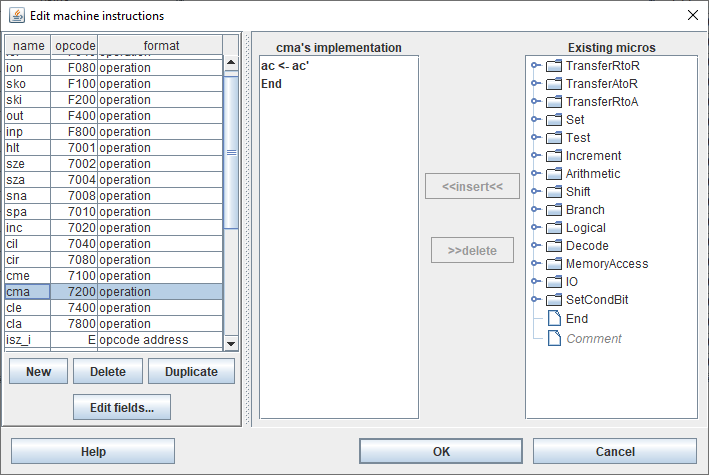 Edit machine instructions
name opcode format
ion F080 operation
sko F100 operation
ski F200 operation
out F400 operation
inp F800 operation
hlt 7001 operation
sze 7002 operation
sza 7004 operation
sna 7008 operation
spa 7010 operation
inc 7020 operation
cil 7040 operation
cir 7080 operation
cme 7100 operation
cma 7200 operation
cle 7400 operation
cla 7800 operation
isz_i E opcode address
New Delete Duplicate
Edit fields...
cma's implementation
ac <- ac'
End
<<insert<<
>>delete
Existing micros
TransferRtoR
TransferAtoR
TransferRtoA
Set
Test
Increment
Arithmetic
Shift
Branch
Logical
Decode
MemoryAccess
IO
SetCondBit
End
Comment
Help OK Cancel